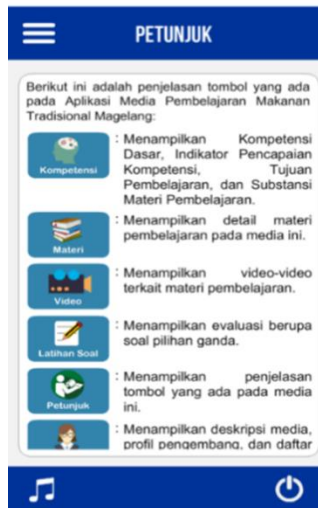 PETUNJUK
Berikut ini adalah penjelasan tombol yang ada
pada Aplikasi Media Pembelajaran Makanan
Tradisional Magelang:
Kompetensi
: Menampilkan Kompetensi
Dasar, Indikator Pencapaian
Kompetensi, Tujuan
Pembelajaran, dan Substansi
Materi Pembelajaran.
Materi
: Menampilkan detail materi
pembelajaran pada media ini.
Video
: Menampilkan video-video
terkait materi pembelajaran.
Latihan Soal
: Menampilkan evaluasi berupa
soal pilihan ganda.
Petunjuk
: Menampilkan penjelasan
tombol yang ada pada media
ini.
: Menampilkan deskripsi media,
profil pengembang, dan daftar